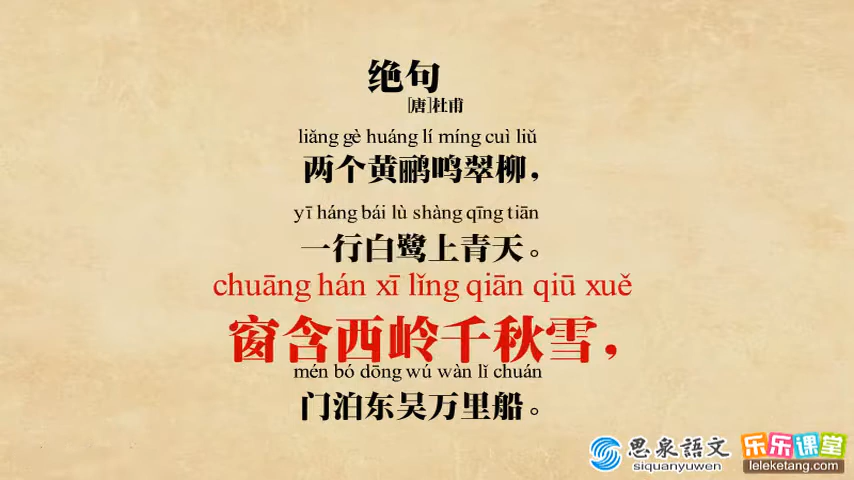 绝句
[唐]杜甫
liǎng gè huáng lí míng cuì liǔ
两个黄鹂鸣翠柳，
yī háng bái lù shàng qīng tiān
一行白鹭上青天。
chuāng hán xī lǐng qiān qiū xuě
窗含西岭千秋雪，
mén bó dōng wú wàn lǐ chuán
门泊东吴万里船。
思泉語文
siquanyuwen
乐乐课堂
leleketang.com